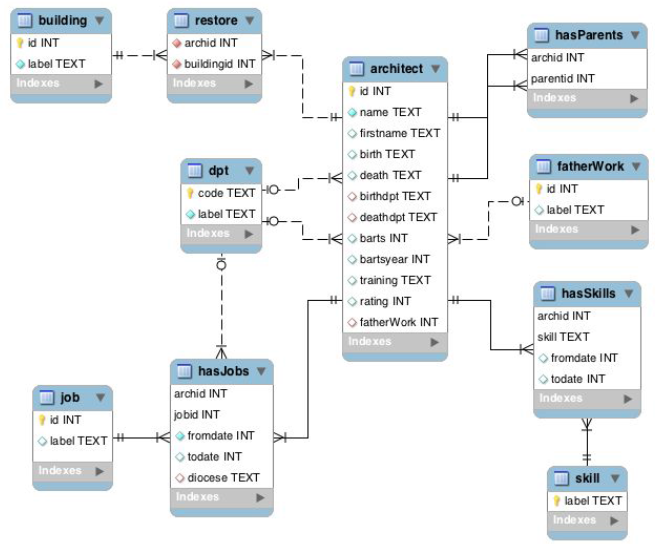 building
id INT
label TEXT
Indexes
restore
archid INT
buildingid INT
Indexes
architect
id INT
name TEXT
firstname TEXT
birth TEXT
death TEXT
birthdpt TEXT
deathdpt TEXT
barts INT
bartsyear INT
training TEXT
rating INT
fatherWork INT
Indexes
hasParents
archid INT
parentid INT
Indexes
dpt
code TEXT
label TEXT
Indexes
fatherWork
id INT
label TEXT
Indexes
hasSkills
archid INT
skill TEXT
fromdate INT
todate INT
Indexes
hasJobs
archid INT
jobid INT
fromdate INT
todate INT
diocese TEXT
Indexes
job
id INT
label TEXT
Indexes
skill
label TEXT
Indexes